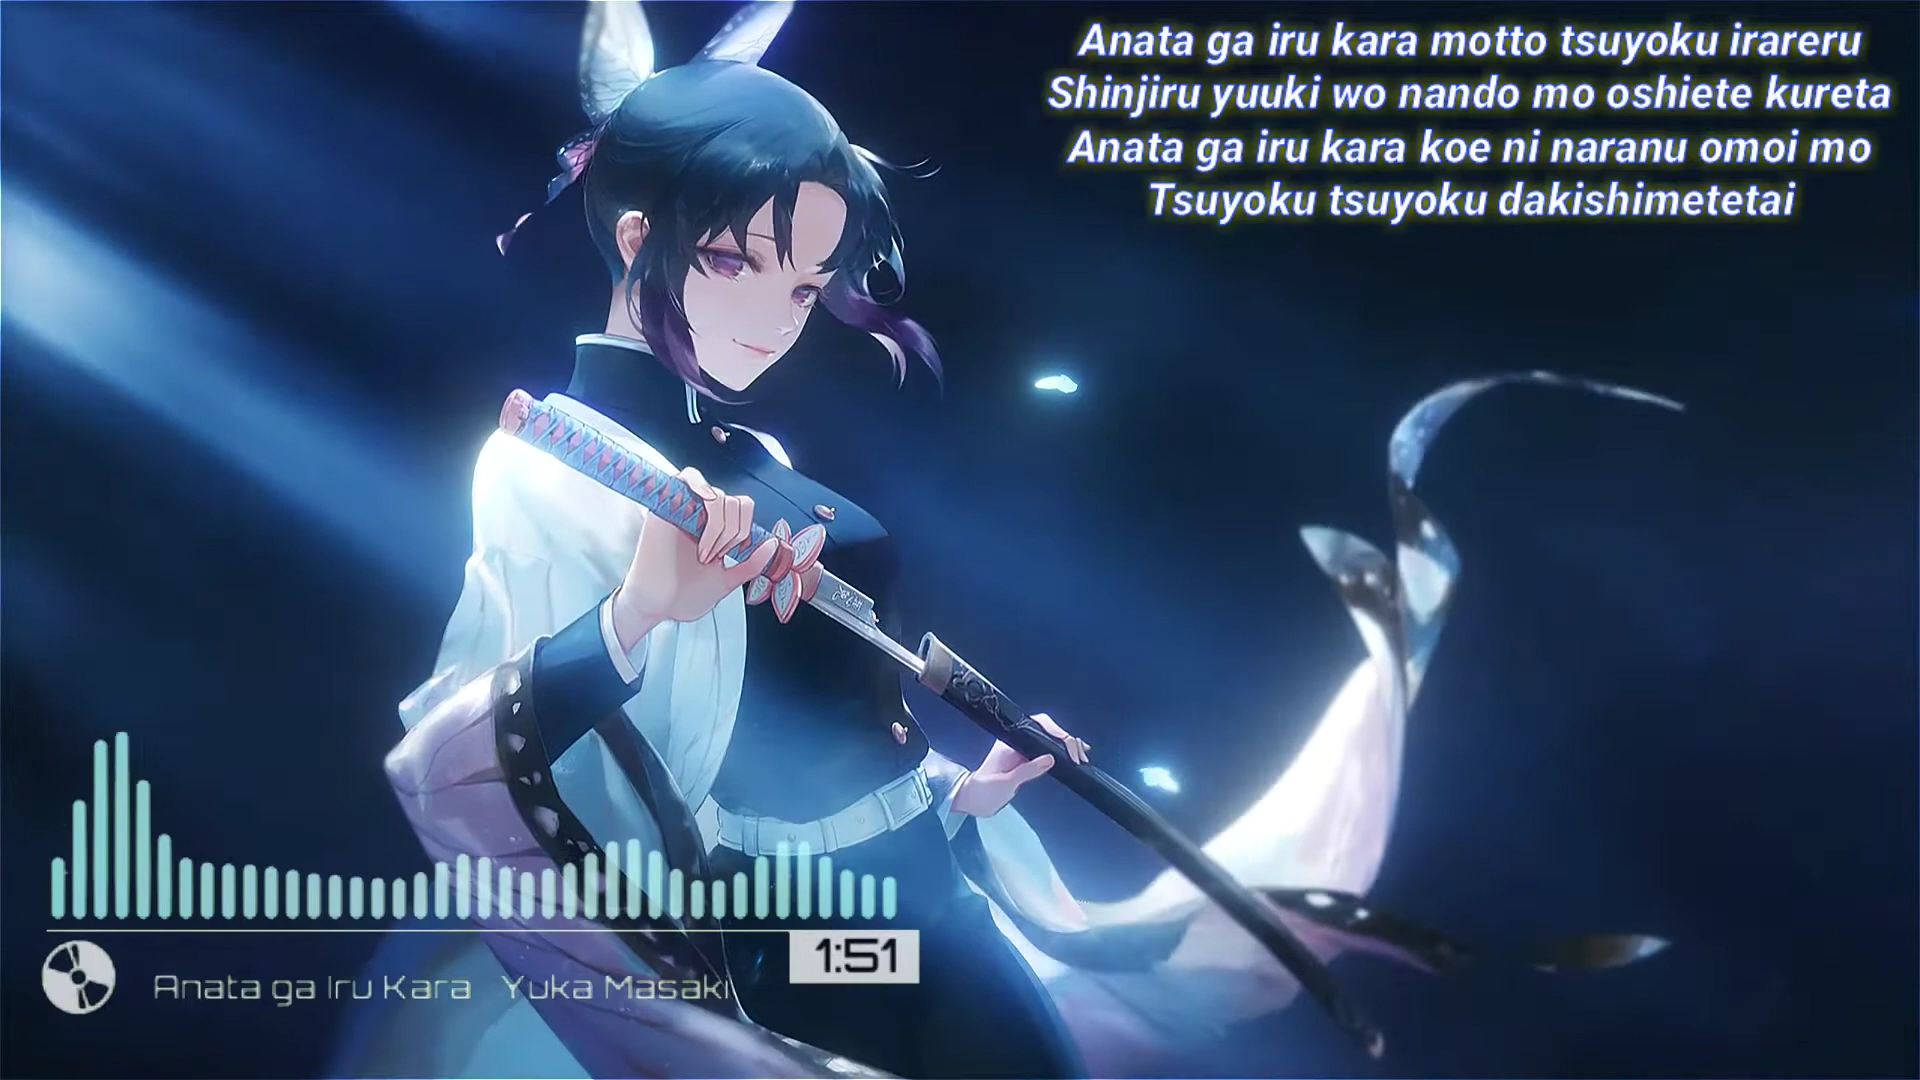 Anata ga iru kara motto tsuyoku irareru
Shinjiru yuuki wo nando mo oshiete kureta
Anata ga iru kara koe ni naranu omoi mo
Tsuyoku tsuyoku dakishimetetai
1:51
Anata ga Iru Kara Yuka Masaki